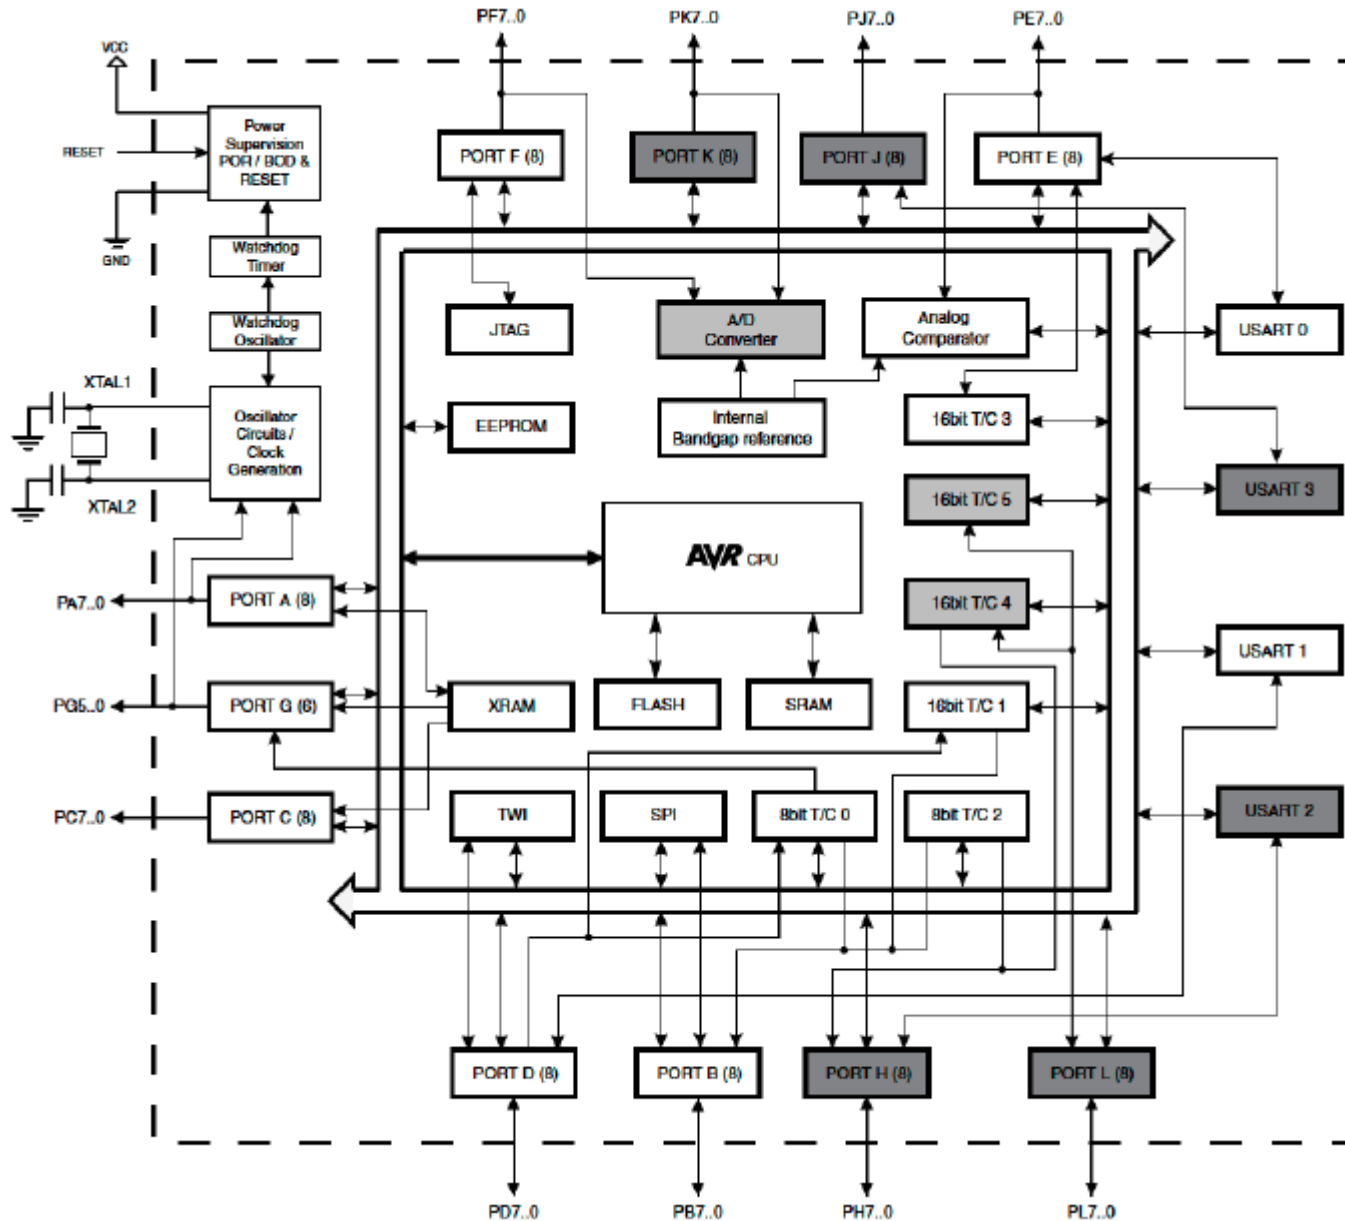 PF7..0
PK7..0
PJ7..0
PE7..0
VCC
RESET
GND
Power
Supervision
POR / BOD &
RESET
PORT F (8)
PORT K (8)
PORT J (8)
PORT E (8)
Watchdog
Timer
Watchdog
Oscillator
XTAL1
XTAL2
Oscillator
Circuits /
Clock
Generation
JTAG
A/D
Converter
Analog
Comparator
USART 0
EEPROM
Internal
Bandgap reference
16bit T/C 3
16bit T/C 5
USART 3
AVR CPU
PA7..0
PORT A (8)
16bit T/C 4
USART 1
PG5..0
PORT G (6)
XRAM
FLASH
SRAM
16bit T/C 1
PC7..0
PORT C (8)
TWI
SPI
8bit T/C 0
8bit T/C 2
USART 2
PORT D (8)
PORT B (8)
PORT H (8)
PORT L (8)
PD7..0
PB7..0
PH7..0
PL7..0